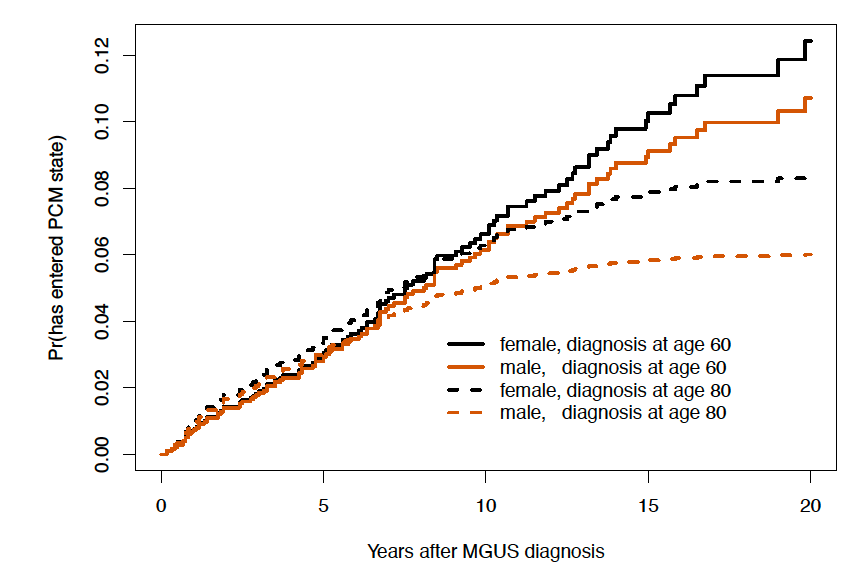 0.12
0.10
0.08
0.06
0.04
0.02
0.00
Pr(has entered PCM state)
female, diagnosis at age 60
male, diagnosis at age 60
female, diagnosis at age 80
male, diagnosis at age 80
0 5 10 15 20
Years after MGUS diagnosis